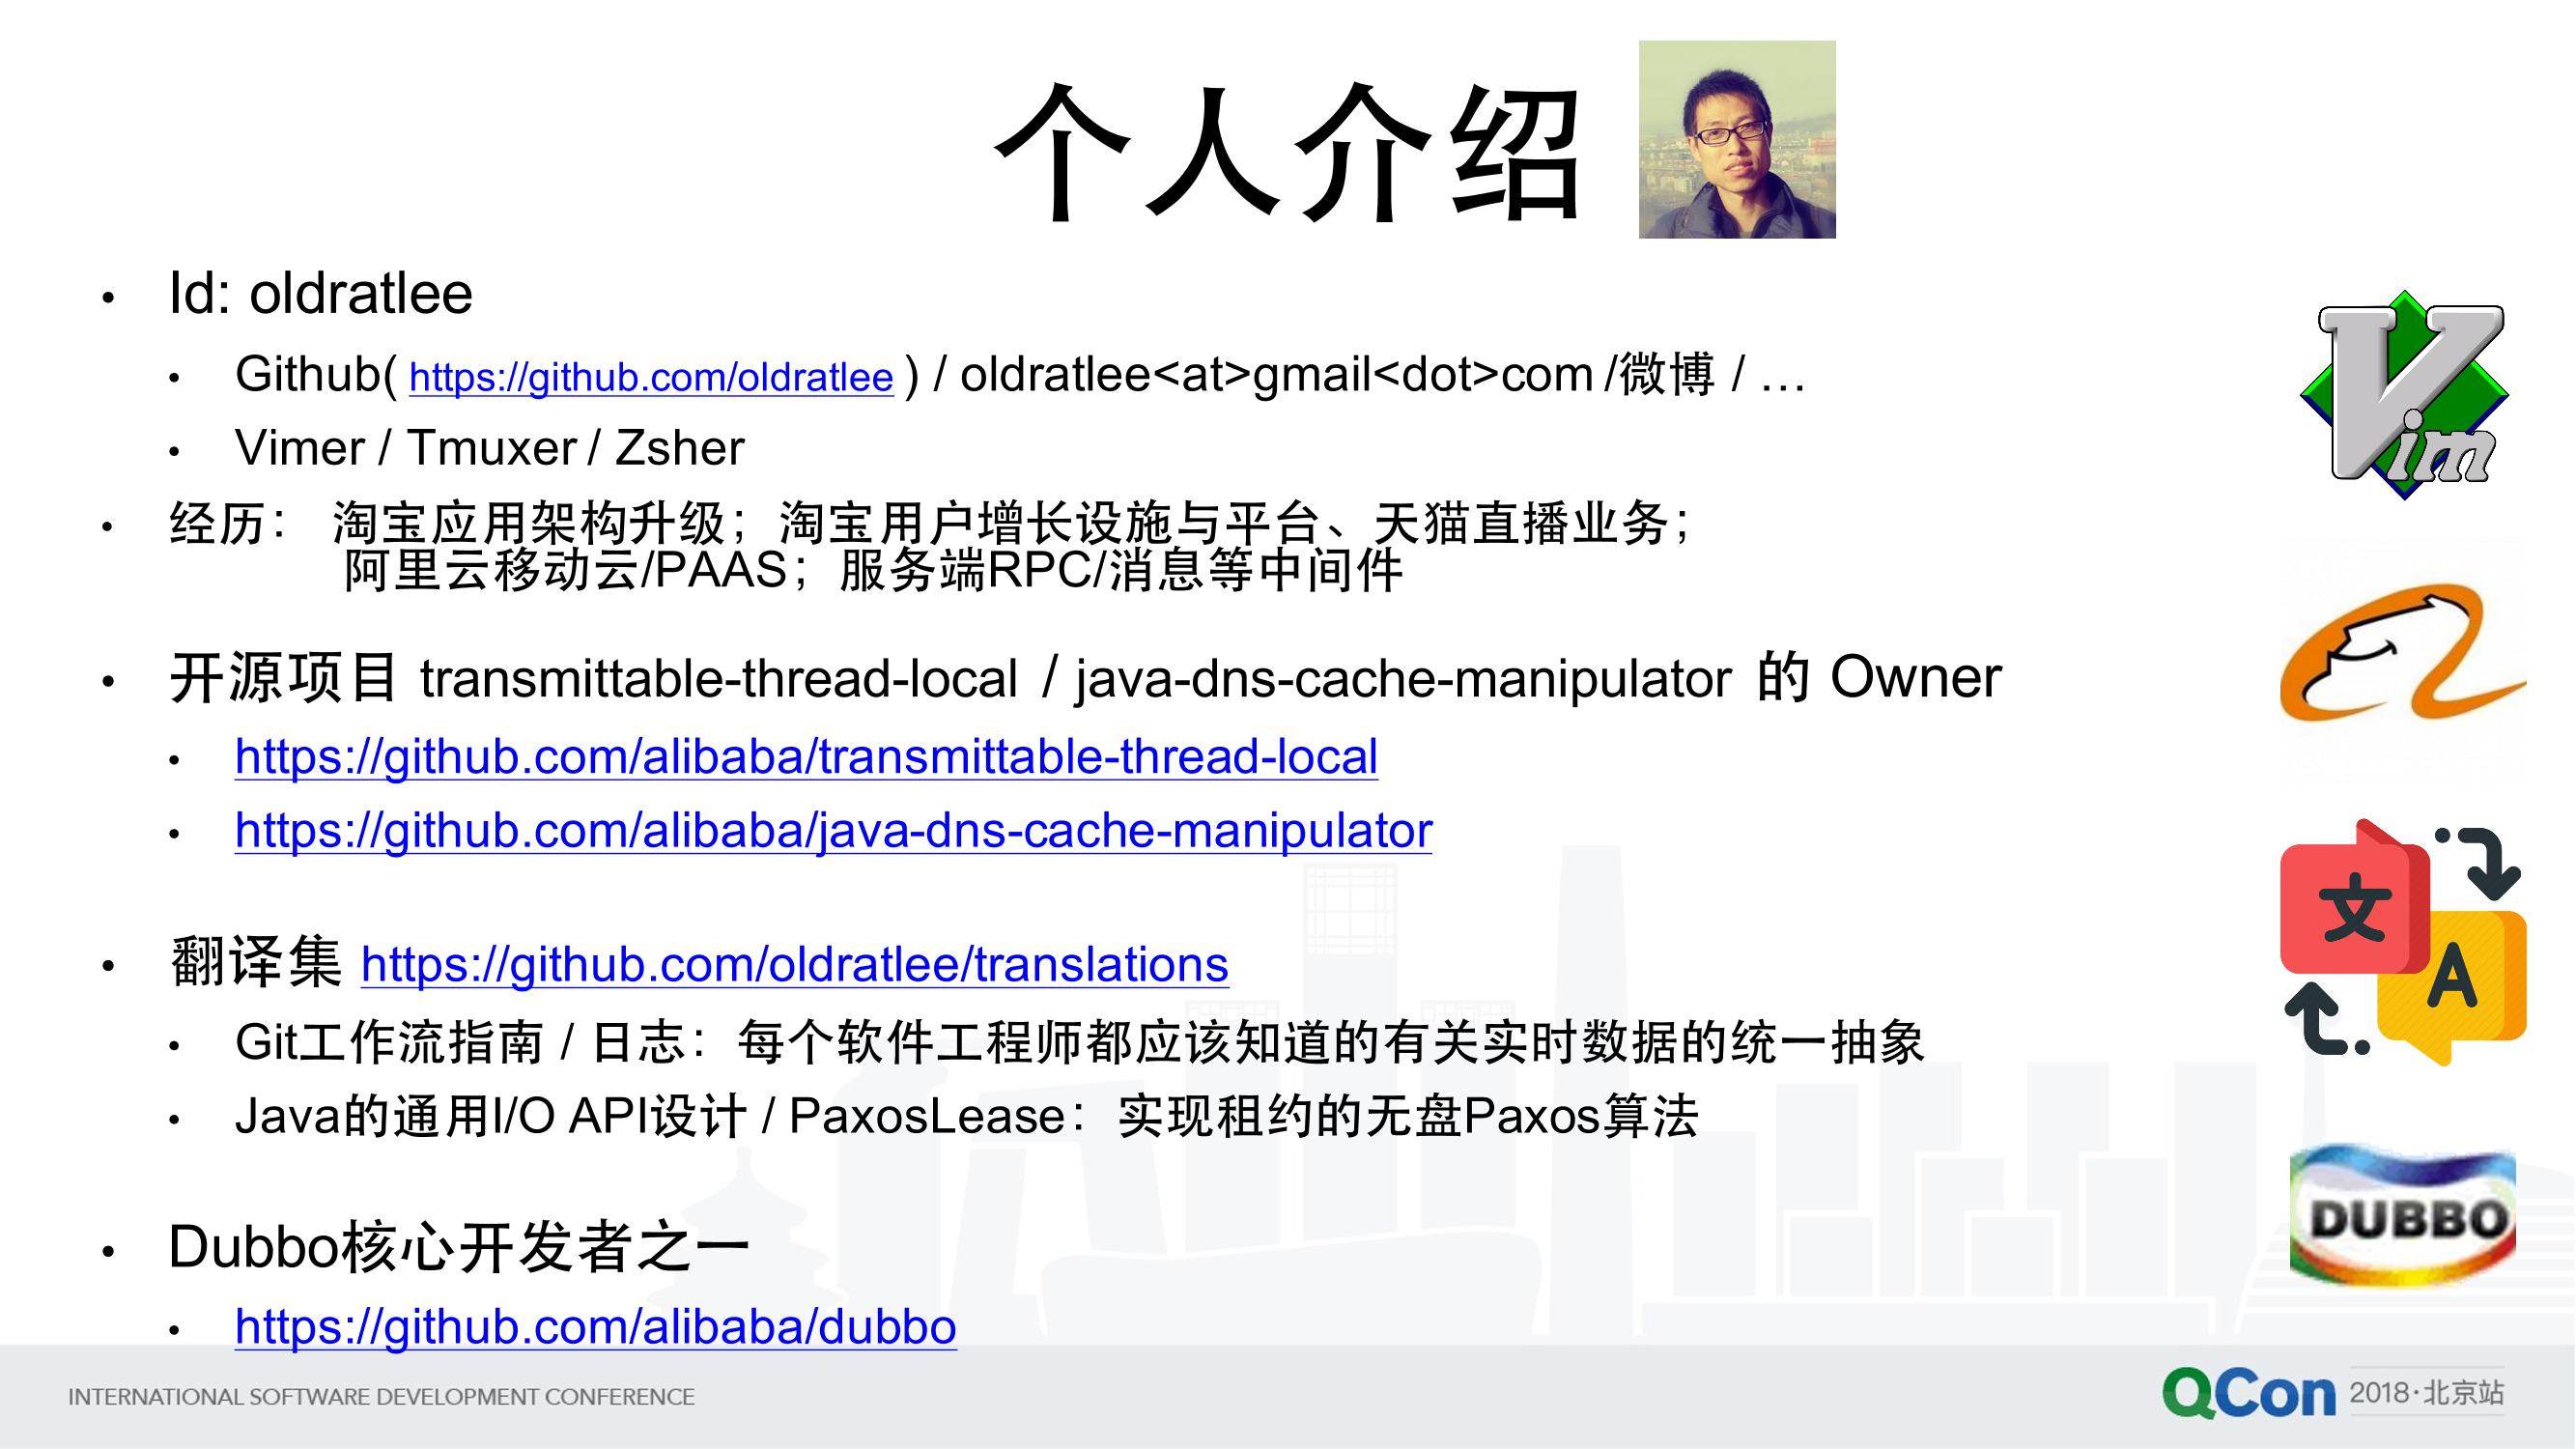 个人介绍
Id: oldratlee
Github( https://github.com/oldratlee ) / oldratlee<at>gmail<dot>com /微博 / …
Vimer / Tmuxer / Zsher
经历： 淘宝应用架构升级；淘宝用户增长设施与平台、天猫直播业务；
阿里云移动云/PAAS；服务端RPC/消息等中间件
开源项目 transmittable-thread-local / java-dns-cache-manipulator 的 Owner
https://github.com/alibaba/transmittable-thread-local
https://github.com/alibaba/java-dns-cache-manipulator
翻译集 https://github.com/oldratlee/translations
Git工作流指南 / 日志：每个软件工程师都应该知道的有关实时数据的统一抽象
Java的通用I/O API设计 / PaxosLease：实现租约的无盘Paxos算法
Dubbo核心开发者之一
https://github.com/alibaba/dubbo
Vim
文
A
DUBBO
INTERNATIONAL SOFTWARE DEVELOPMENT CONFERENCE
QCon 2018·北京站